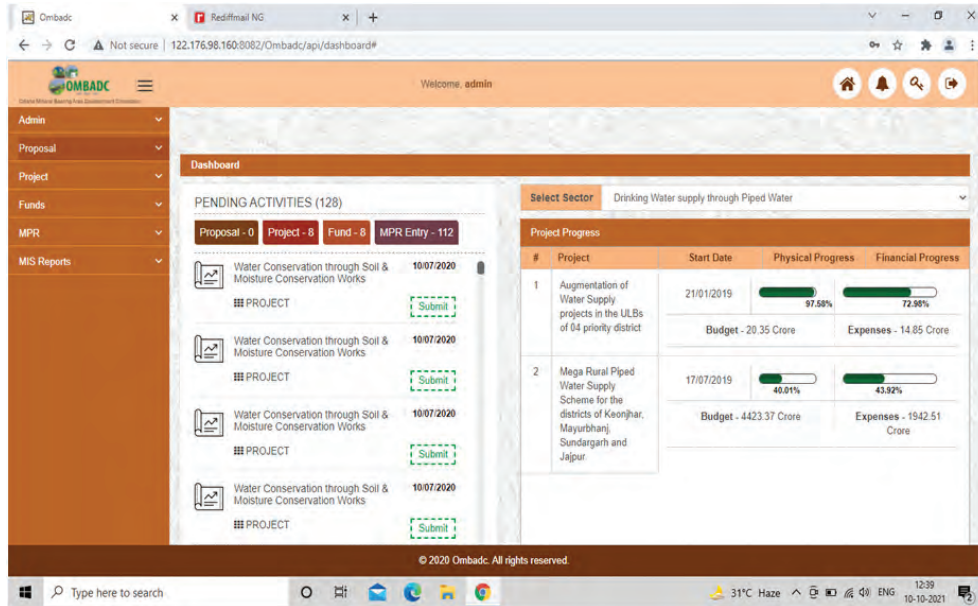 Ombadc
Rediffmail NG
Not secure | 122.176.98.160:8082/Ombadc/api/dashboard#
OMBADC
Welcome, admin
Admin
Proposal
Project
Funds
MPR
MIS Reports
Dashboard
PENDING ACTIVITIES (128)
Proposal - 0 Project - 8 Fund - 8 MPR Entry - 112
Water Conservation through Soil & 10/07/2020
Moisture Conservation Works
PROJECT
Submit
Water Conservation through Soil & 10/07/2020
Moisture Conservation Works
PROJECT
Submit
Water Conservation through Soil & 10/07/2020
Moisture Conservation Works
PROJECT
Submit
Water Conservation through Soil & 10/07/2020
Moisture Conservation Works
PROJECT
Submit
Select Sector Drinking Water supply through Piped Water
Project Progress
# Project Start Date Physical Progress Financial Progress
1 Augmentation of
Water Supply
projects in the ULBs
of 04 priority district
21/01/2019 97.58% 72.98%
Budget - 20.35 Crore Expenses - 14.85 Crore
2 Mega Rural Piped
Water Supply
Scheme for the
districts of Keonjhar,
Mayurbhanj,
Sundargarh and
Jajpur
17/07/2019 40.01% 43.92%
Budget - 4423.37 Crore Expenses - 1942.51
Crore
© 2020 Ombadc. All rights reserved.
Type here to search
31°C Haze ENG 12:39
10-10-2021
2